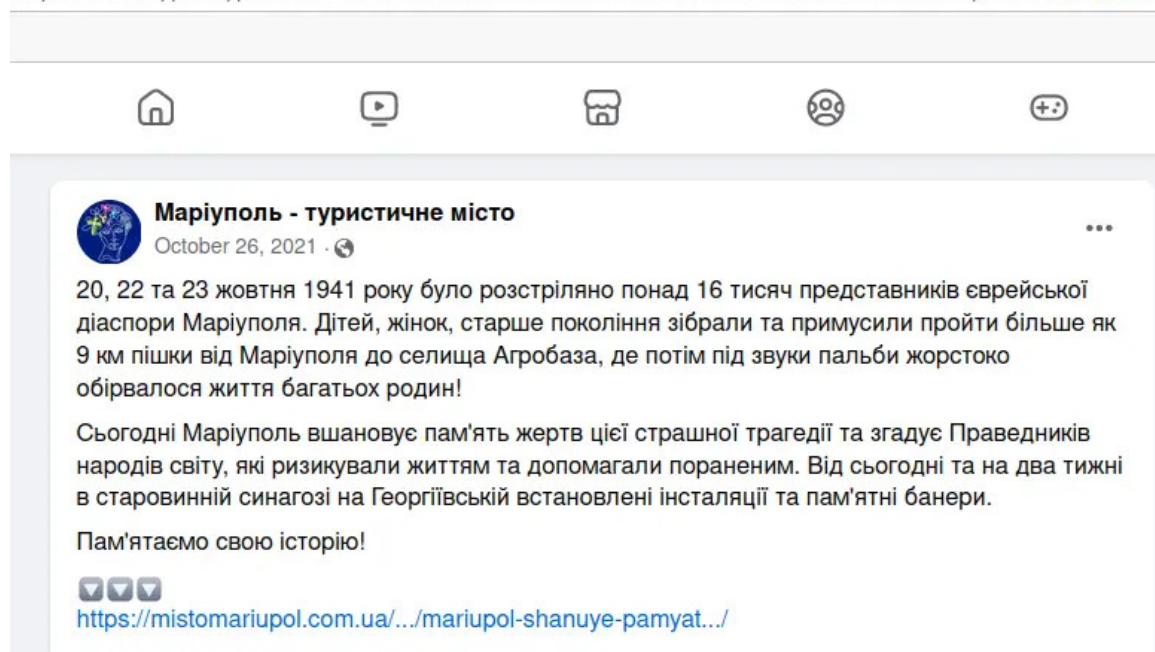 Маріуполь - туристичне місто
October 26, 2021 ·
20, 22 та 23 жовтня 1941 року було розстріляно понад 16 тисяч представників єврейської
діаспори Маріуполя. Дітей, жінок, старше покоління зібрали та примусили пройти більше як
9 км пішки від Маріуполя до селища Агробаза, де потім під звуки пальби жорстоко
обірвалося життя багатьох родин!
Сьогодні Маріуполь вшановує пам'ять жертв цієї страшної трагедії та згадує Праведників
народів світу, які ризикували життям та допомагали пораненим. Від сьогодні та на два тижні
в старовинній синагозі на Георгіївській встановлені інсталяції та пам'ятні банери.
Пам'ятаємо свою історію!
https://mistomariupol.com.ua/.../mariupol-shanuye-pamyat.../